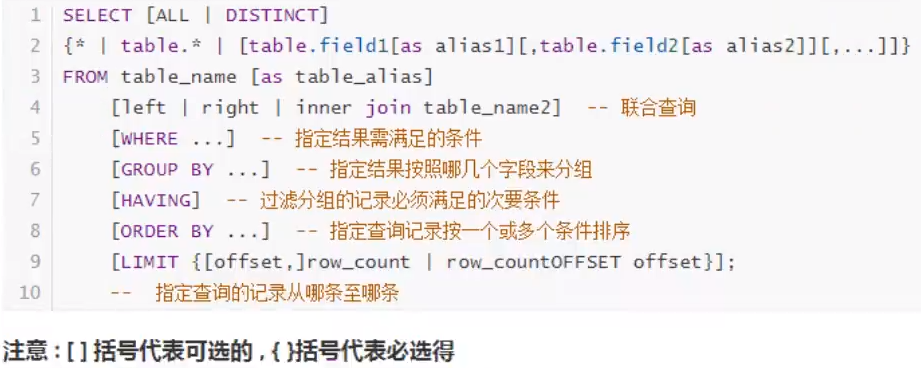 1 SELECT [ALL | DISTINCT]
2 {* | table.* | [table.field1[as alias1][,table.field2[as alias2]][,...]]}
3 FROM table_name [as table_alias]
4 [left | right | inner join table_name2] -- 联合查询
5 [WHERE ...] -- 指定结果需满足的条件
6 [GROUP BY ...] -- 指定结果按照哪几个字段来分组
7 [HAVING] -- 过滤分组的记录必须满足的次要条件
8 [ORDER BY ...] -- 指定查询记录按一个或多个条件排序
9 [LIMIT {[offset,]row_count | row_countOFFSET offset}];
10 -- 指定查询的记录从哪条至哪条
注意 : [ ] 括号代表可选的 , { }括号代表必选得